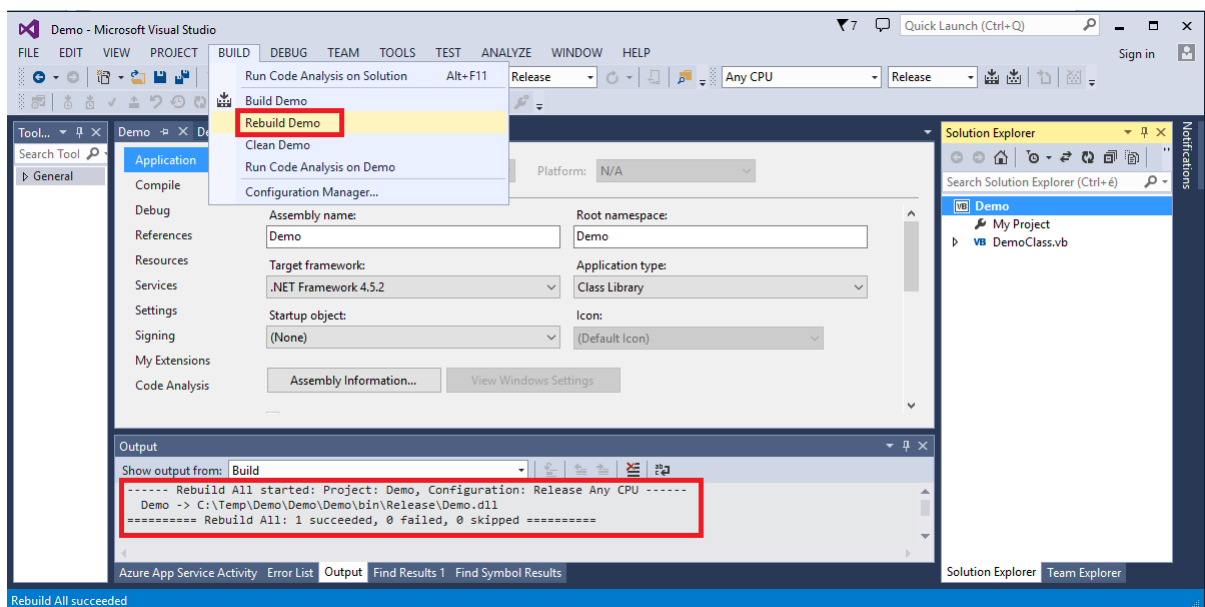 Demo - Microsoft Visual Studio
7
Quick Launch (Ctrl+Q)
FILE EDIT VIEW PROJECT BUILD DEBUG TEAM TOOLS TEST ANALYZE WINDOW HELP
Sign in
Run Code Analysis on Solution Alt+F11
Release
Any CPU
Release
Build Demo
Rebuild Demo
Clean Demo
Run Code Analysis on Demo
Configuration Manager...
Tool...
Search Tool
General
Demo
Application
Compile
Debug
References
Resources
Services
Settings
Signing
My Extensions
Code Analysis
Platform: N/A
Assembly name: Root namespace:
Demo Demo
Target framework: Application type:
.NET Framework 4.5.2 Class Library
Startup object: Icon:
(None) (Default Icon)
Assembly Information... View Windows Settings
Output
Show output from: Build
------ Rebuild All started: Project: Demo, Configuration: Release Any CPU ------
Demo -> C:\Temp\Demo\Demo\Demo\bin\Release\Demo.dll
========== Rebuild All: 1 succeeded, 0 failed, 0 skipped ==========
Azure App Service Activity Error List Output Find Results 1 Find Symbol Results
Solution Explorer
Search Solution Explorer (Ctrl+é)
VB Demo
My Project
VB DemoClass.vb
Solution Explorer Team Explorer
Notifications
Rebuild All succeeded